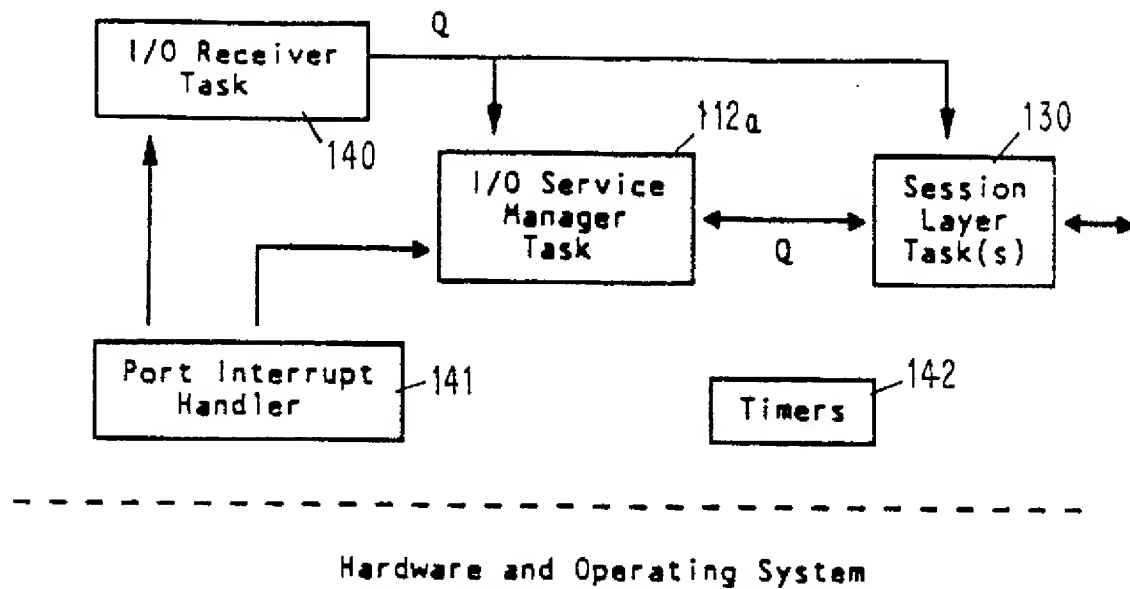 Q
I/O Receiver
Task
140
112a
130
I/O Service
Manager
Task
Session
Layer
Task(s)
Q
Port Interrupt
Handler
141
142
Timers
Hardware and Operating System